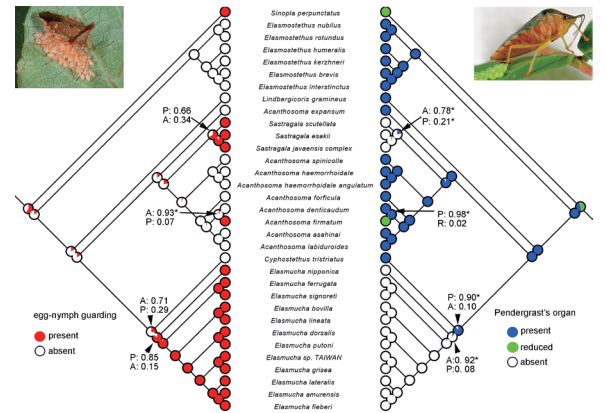 Sinopla perpunctatus
Elasmostethus nubilus
Elasmostethus rotundus
Elasmostethus humeralis
Elasmostethus kerzhneri
Elasmostethus brevis
Elasmostethus interstinctus
Lindbergicoris gramineus
Acanthosoma expansum
Sastragala scutellata
Sastragala esakii
Sastragala javaensis complex
Acanthosoma spinicolle
Acanthosoma haemorrhoidale
Acanthosoma haemorrhoidale angulatum
Acanthosoma forficula
Acanthosoma denticaudum
Acanthosoma firmatum
Acanthosoma asahinai
Acanthosoma labiduroides
Cyphostethus tristriatus
Elasmucha nipponica
Elasmucha ferrugata
Elasmucha signoreti
Elasmucha bovilla
Elasmucha lineata
Elasmucha dorsalis
Elasmucha putoni
Elasmucha sp. TAIWAN
Elasmucha grisea
Elasmucha lateralis
Elasmucha amurensis
Elasmucha fieberi
P: 0.66
A: 0.34
A: 0.93*
P: 0.07
A: 0.71
P: 0.29
P: 0.85
A: 0.15
egg-nymph guarding
present
absent
A: 0.78*
P: 0.21*
P: 0.98*
R: 0.02
P: 0.90*
A: 0.10
A: 0.92*
P: 0.08
Pendergrast's organ
present
reduced
absent